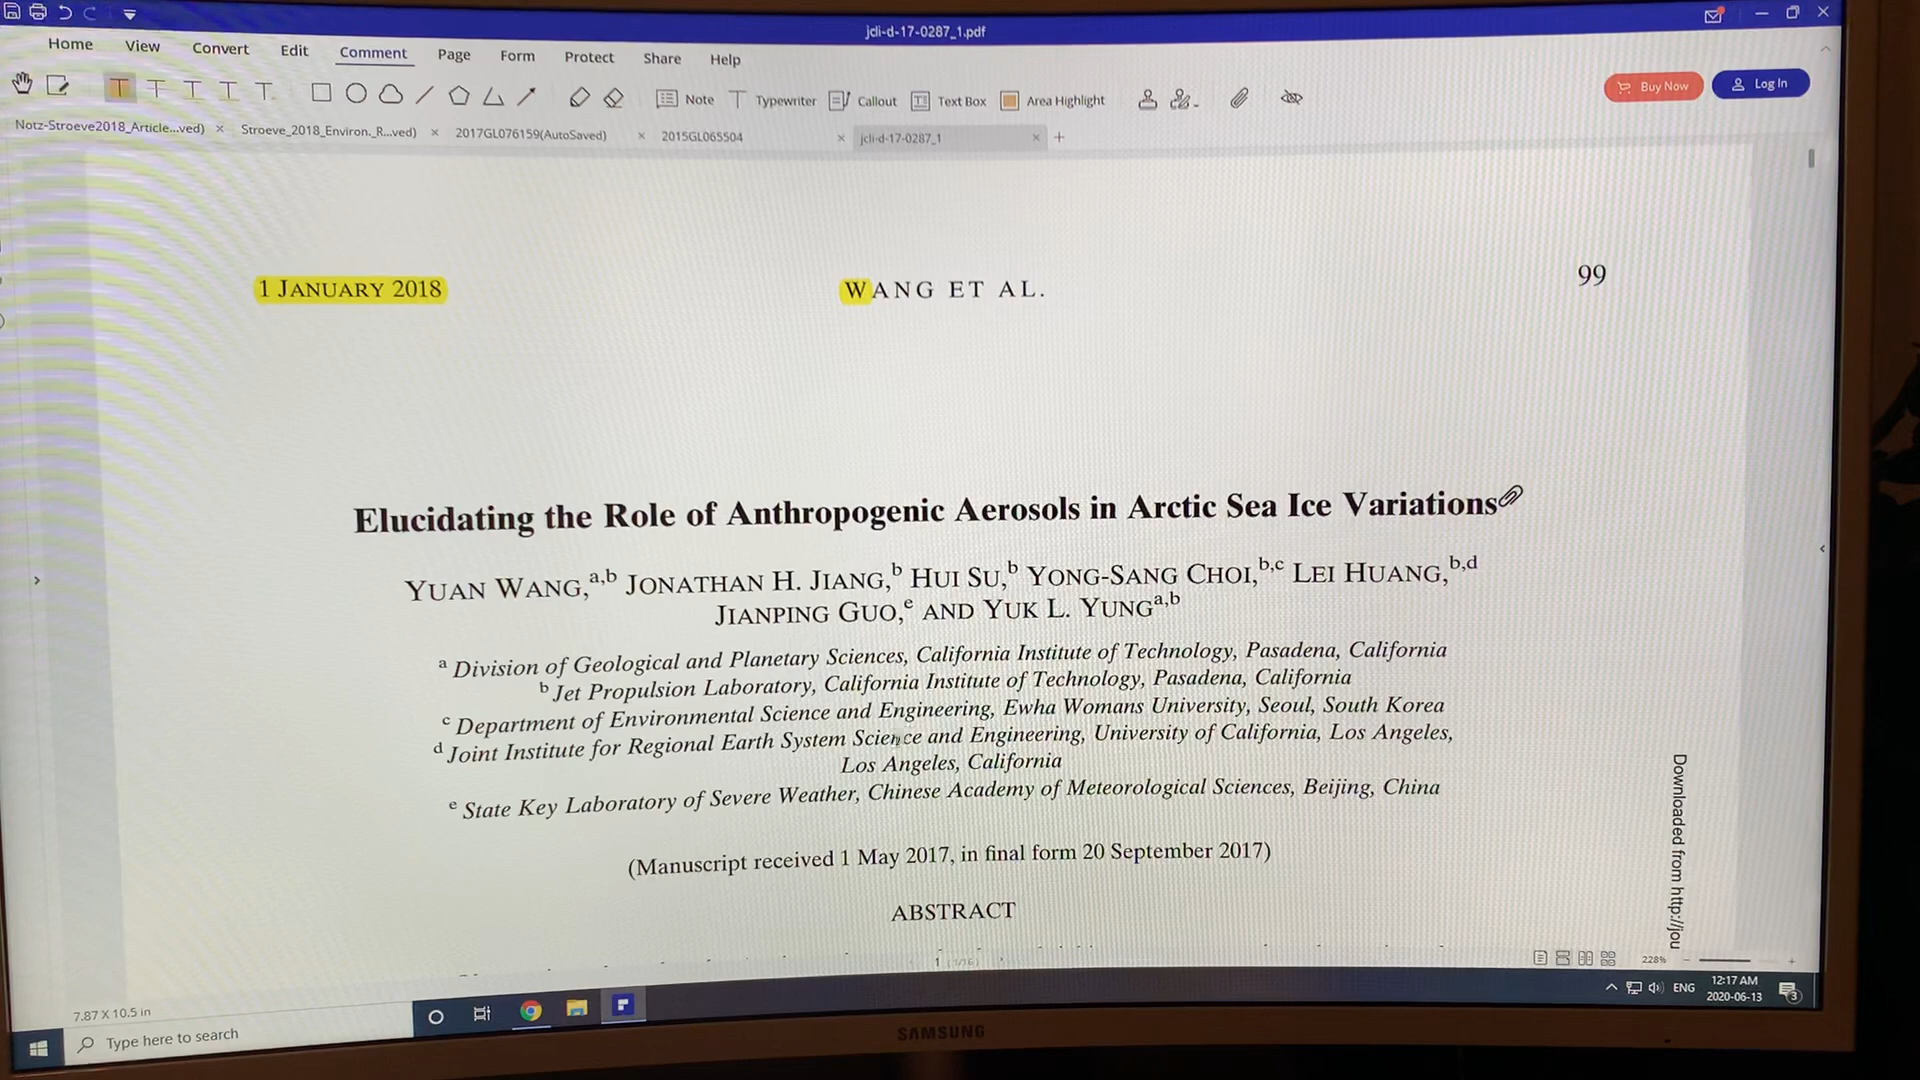 jcli-d-17-0287_1.pdf
Home View Convert Edit Comment Page Form Protect Share Help
Note Typewriter Callout Text Box Area Highlight
Buy Now Log In
Notz-Stroeve2018_Article...ved) × Stroeve_2018_Environ._R...ved) × 2017GL076159(AutoSaved) × 2015GL065504 × jcli-d-17-0287_1 × +
1 JANUARY 2018 WANG ET AL. 99
Elucidating the Role of Anthropogenic Aerosols in Arctic Sea Ice Variations
YUAN WANG,a,b JONATHAN H. JIANG,b HUI SU,b YONG-SANG CHOI,b,c LEI HUANG,b,d
JIANPING GUO,e AND YUK L. YUNGa,b
a Division of Geological and Planetary Sciences, California Institute of Technology, Pasadena, California
b Jet Propulsion Laboratory, California Institute of Technology, Pasadena, California
c Department of Environmental Science and Engineering, Ewha Womans University, Seoul, South Korea
d Joint Institute for Regional Earth System Science and Engineering, University of California, Los Angeles,
Los Angeles, California
e State Key Laboratory of Severe Weather, Chinese Academy of Meteorological Sciences, Beijing, China
(Manuscript received 1 May 2017, in final form 20 September 2017)
ABSTRACT
Downloaded from http://jou
1 (1/16)
228%
7.87 X 10.5 in
Type here to search
ENG
12:17 AM
2020-06-13
3
SAMSUNG